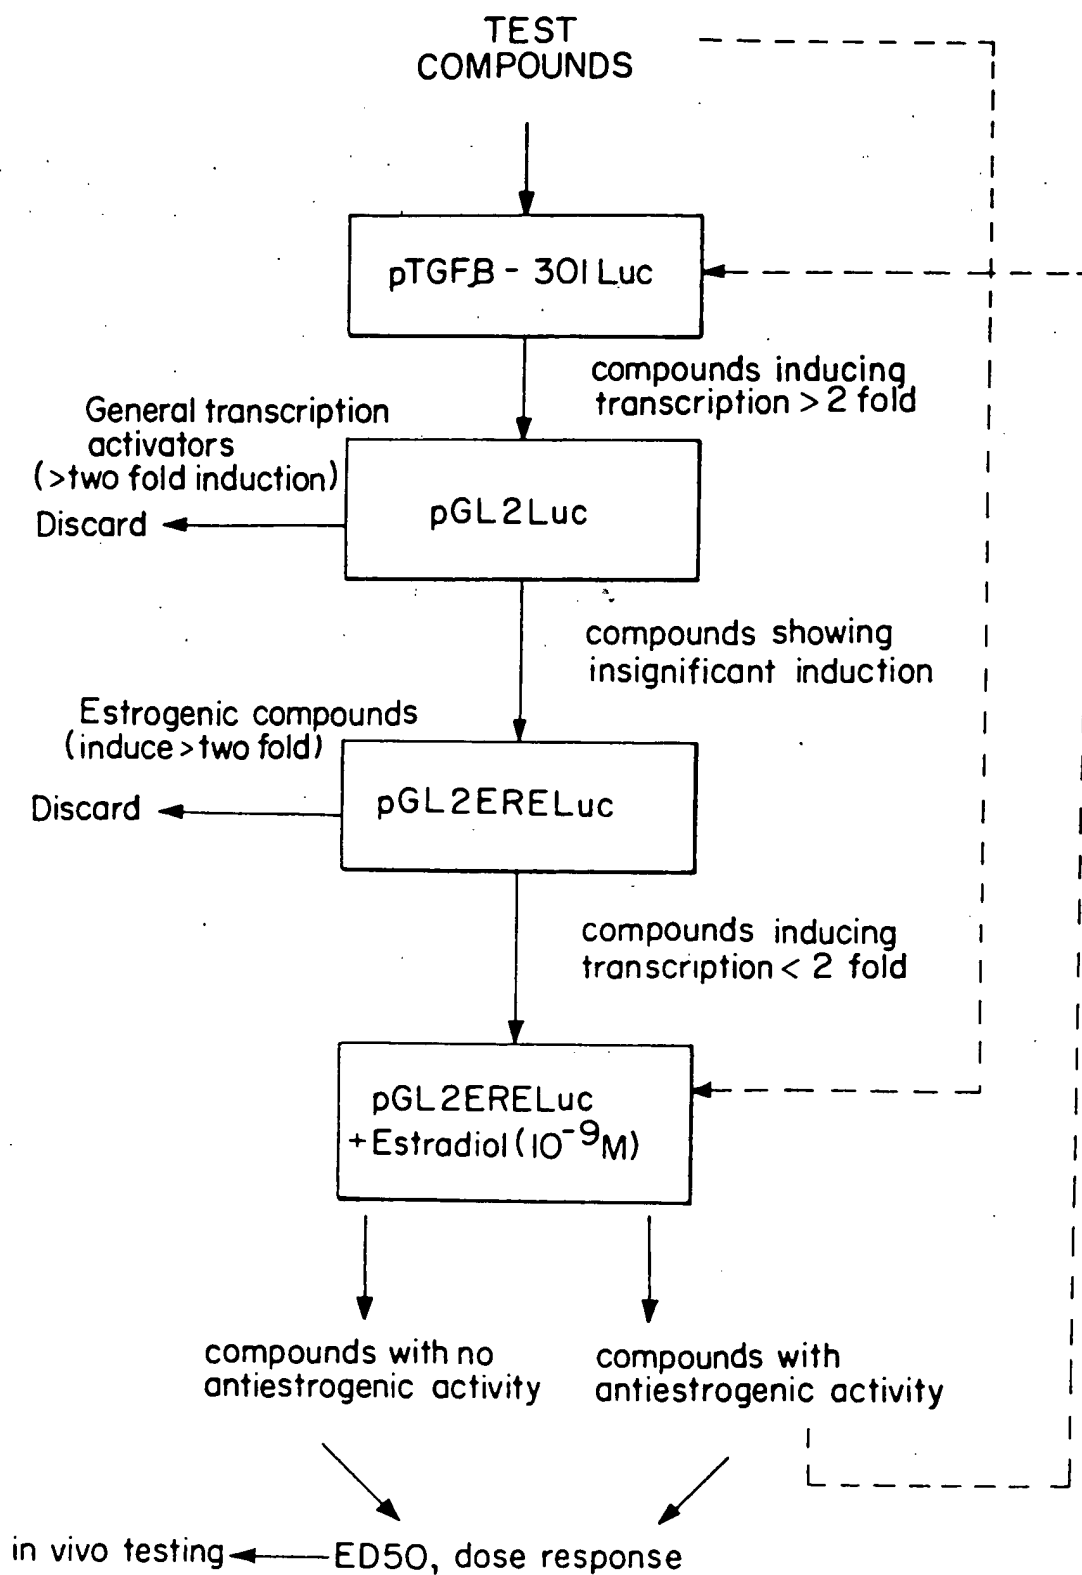 TEST
COMPOUNDS
pTGFβ - 301 Luc
compounds inducing
transcription > 2 fold
General transcription
activators
(>two fold induction)
Discard
pGL2Luc
compounds showing
insignificant induction
Estrogenic compounds
(induce >two fold)
Discard
pGL2ERELuc
compounds inducing
transcription < 2 fold
pGL2ERELuc
+ Estradiol (10⁻⁹M)
compounds with no
antiestrogenic activity
compounds with
antiestrogenic activity
in vivo testing
ED50, dose response